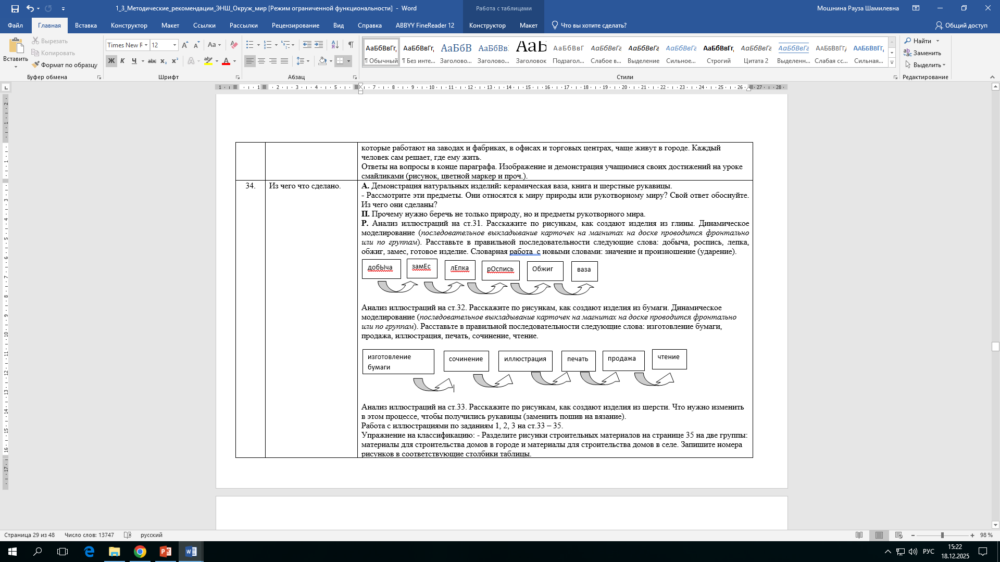 1_3_Методические_рекомендации_ЭНШ_Окруж_мир [Режим ограниченной функциональности] - Word
Работа с таблицами
Мошнина Рауза Шамилевна
Файл Главная Вставка Конструктор Макет Ссылки Рассылки Рецензирование Вид Справка ABBYY FineReader 12 Конструктор Макет Что вы хотите сделать? Общий доступ
Вставить
Вырезать
Копировать
Формат по образцу
Буфер обмена
Times New R 12
Шрифт
Абзац
АаБбВвГг, АаБбВвГг, АаБбВ АаБбВв АаБ АаБбВвГ АаБбВвГг АаБбВвГг АаБбВвГг АаБбВвГг, АаБбВвГг АаБбВвГг ААББВВГГ, ААББВВГГ,
¶ Обычный ¶ Без инте... Заголово... Заголово... Заголовок Подзагол... Слабое в... Выделение Сильное... Строгий Цитата 2 Выделенн... Слабая сс... Сильная...
Стили
Найти
Заменить
Выделить
Редактирование
которые работают на заводах и фабриках, в офисах и торговых центрах, чаще живут в городе. Каждый
человек сам решает, где ему жить.
Ответы на вопросы в конце параграфа. Изображение и демонстрация учащимися своих достижений на уроке
смайликами (рисунок, цветной маркер и проч.).
34. Из чего что сделано.
А. Демонстрация натуральных изделий: керамическая ваза, книга и шерстные рукавицы.
- Рассмотрите эти предметы. Они относятся к миру природы или рукотворному миру? Свой ответ обоснуйте.
Из чего они сделаны?
П. Прочему нужно беречь не только природу, но и предметы рукотворного мира.
Р. Анализ иллюстраций на ст.31. Расскажите по рисункам, как создают изделия из глины. Динамическое
моделирование (последовательное выкладывание карточек на магнитах на доске проводится фронтально
или по группам). Расставьте в правильной последовательности следующие слова: добыча, роспись, лепка,
обжиг, замес, готовое изделие. Словарная работа с новыми словами: значение и произношение (ударение).
добЫча замЕс лЕпка рОспись Обжиг ваза
Анализ иллюстраций на ст.32. Расскажите по рисункам, как создают изделия из бумаги. Динамическое
моделирование (последовательное выкладывание карточек на магнитах на доске проводится фронтально
или по группам). Расставьте в правильной последовательности следующие слова: изготовление бумаги,
продажа, иллюстрация, печать, сочинение, чтение.
изготовление
бумаги
сочинение иллюстрация печать продажа чтение
Анализ иллюстраций на ст.33. Расскажите по рисункам, как создают изделия из шерсти. Что нужно изменить
в этом процессе, чтобы получились рукавицы (заменить пошив на вязание).
Работа с иллюстрациями по заданиям 1, 2, 3 на ст.33 – 35.
Упражнение на классификацию: - Разделите рисунки строительных материалов на странице 35 на две группы:
материалы для строительства домов в городе и материалы для строительства домов в селе. Запишите номера
рисунков в соответствующие столбики таблицы.
Страница 29 из 48 Число слов: 13747 русский 98 %
РУС
15:22
18.12.2025